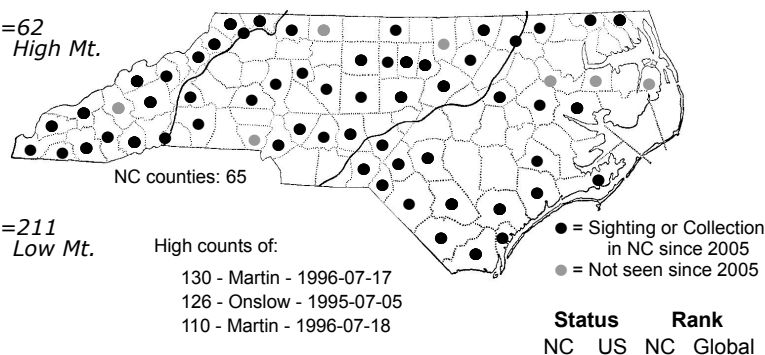 =62
High Mt.
NC counties: 65
=211
Low Mt.
High counts of:
130 - Martin - 1996-07-17
126 - Onslow - 1995-07-05
110 - Martin - 1996-07-18
= Sighting or Collection
in NC since 2005
= Not seen since 2005
Status Rank
NC US NC Global